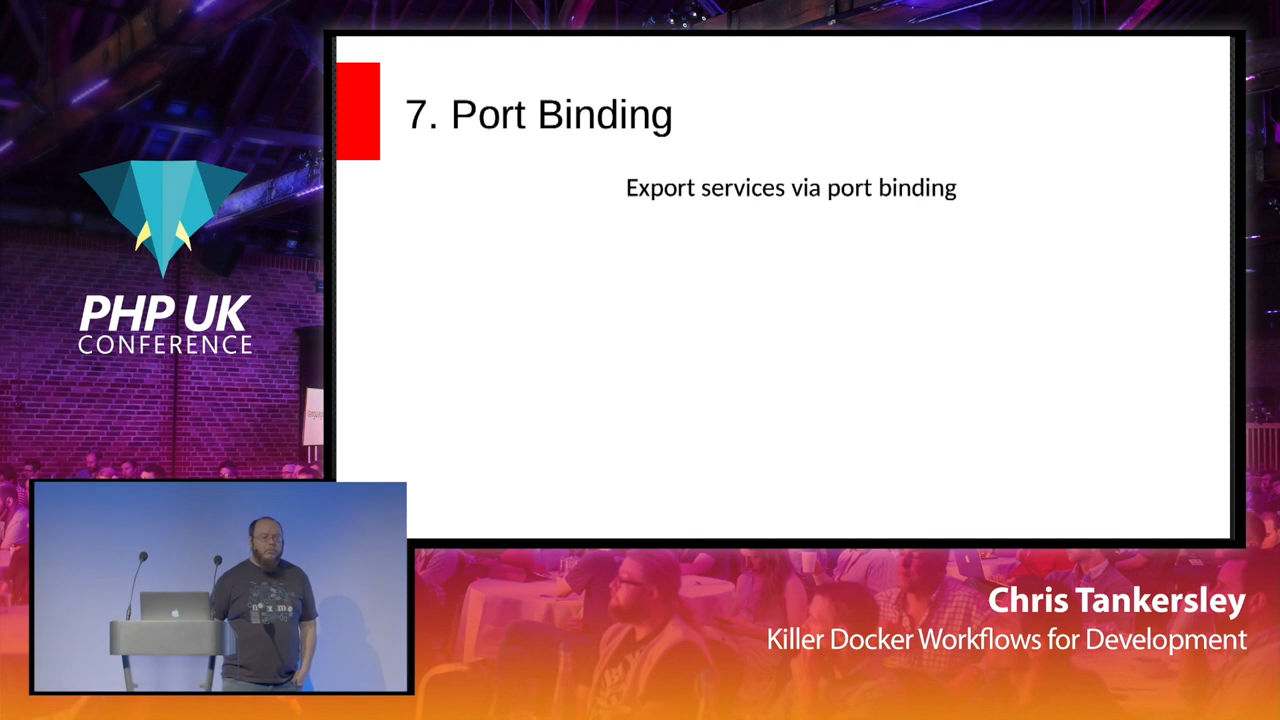 7. Port Binding
Export services via port binding
PHP UK
CONFERENCE
Chris Tankersley
Killer Docker Workflows for Development